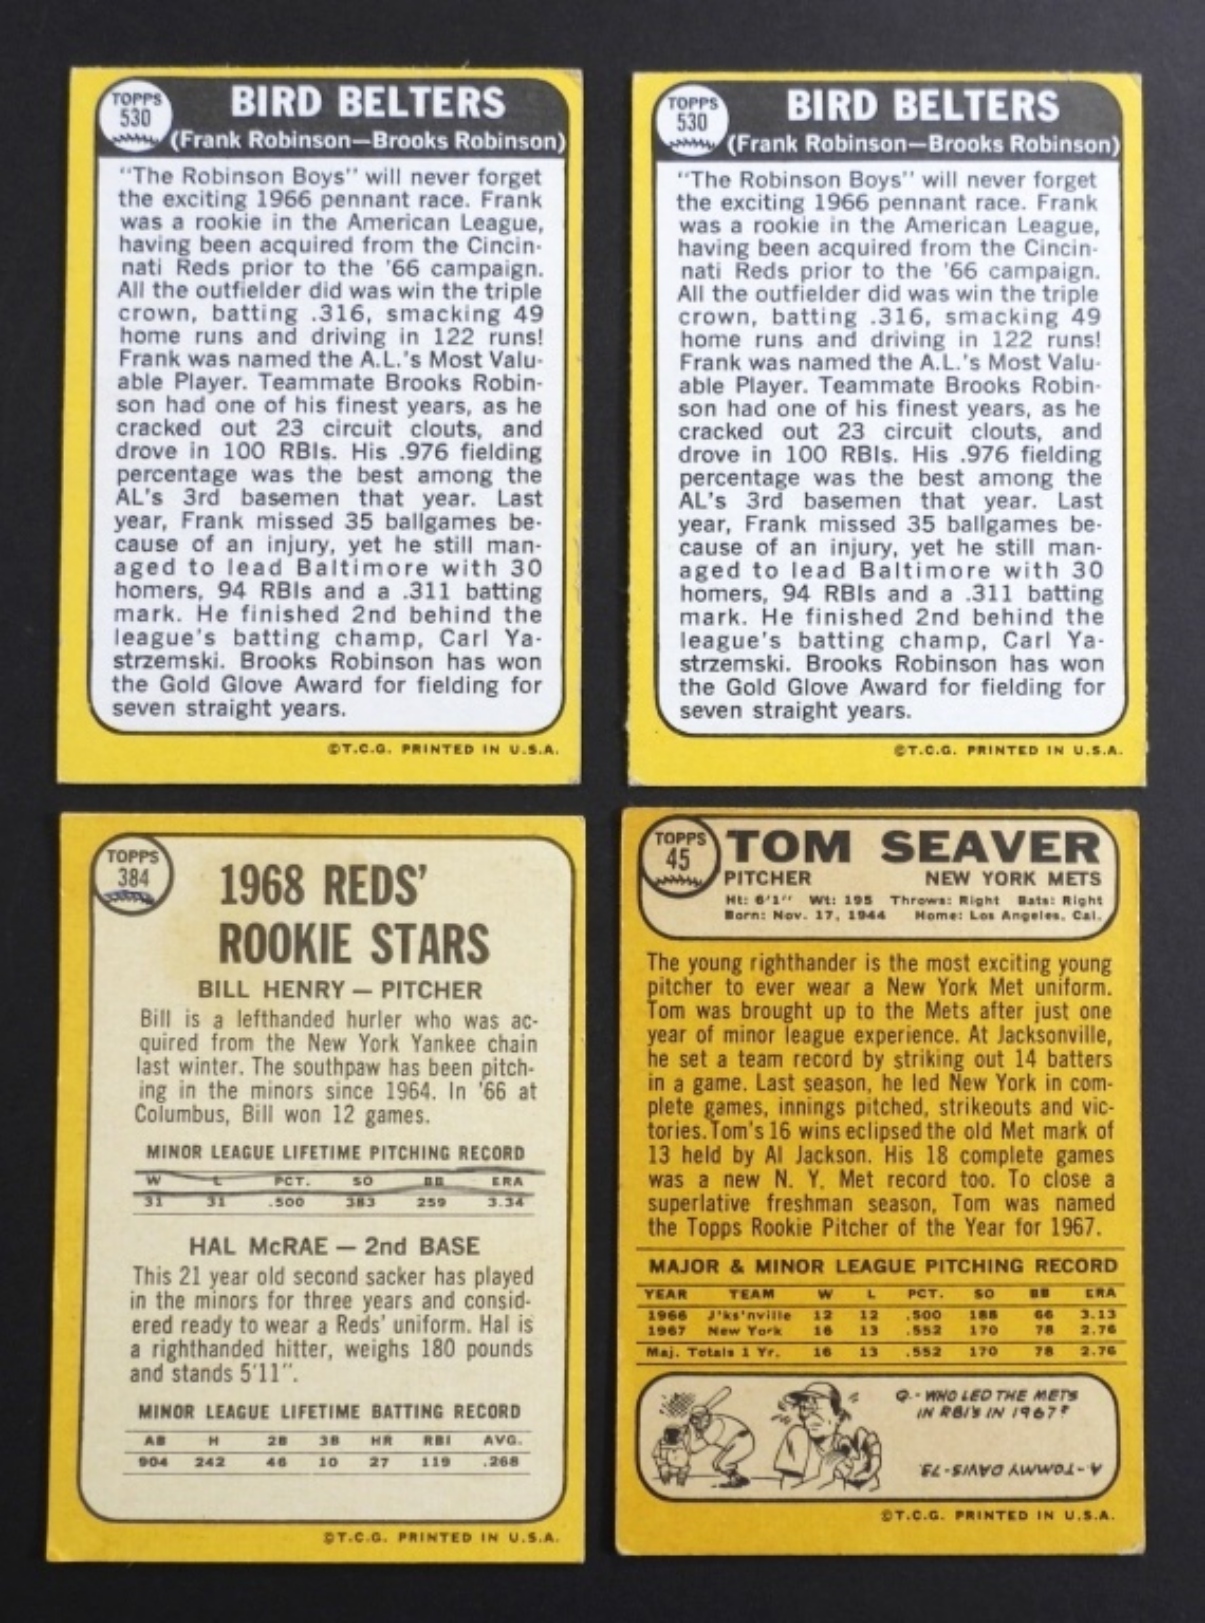 TOPPS
530
BIRD BELTERS
(Frank Robinson—Brooks Robinson)
"The Robinson Boys" will never forget
the exciting 1966 pennant race. Frank
was a rookie in the American League,
having been acquired from the Cincin-
nati Reds prior to the '66 campaign.
All the outfielder did was win the triple
crown, batting .316, smacking 49
home runs and driving in 122 runs!
Frank was named the A.L.'s Most Valu-
able Player. Teammate Brooks Robin-
son had one of his finest years, as he
cracked out 23 circuit clouts, and
drove in 100 RBIs. His .976 fielding
percentage was the best among the
AL's 3rd basemen that year. Last
year, Frank missed 35 ballgames be-
cause of an injury, yet he still man-
aged to lead Baltimore with 30
homers, 94 RBIs and a .311 batting
mark. He finished 2nd behind the
league's batting champ, Carl Ya-
strzemski. Brooks Robinson has won
the Gold Glove Award for fielding for
seven straight years.
©T.C.G. PRINTED IN U.S.A.
TOPPS
530
BIRD BELTERS
(Frank Robinson—Brooks Robinson)
"The Robinson Boys" will never forget
the exciting 1966 pennant race. Frank
was a rookie in the American League,
having been acquired from the Cincin-
nati Reds prior to the '66 campaign.
All the outfielder did was win the triple
crown, batting .316, smacking 49
home runs and driving in 122 runs!
Frank was named the A.L.'s Most Valu-
able Player. Teammate Brooks Robin-
son had one of his finest years, as he
cracked out 23 circuit clouts, and
drove in 100 RBIs. His .976 fielding
percentage was the best among the
AL's 3rd basemen that year. Last
year, Frank missed 35 ballgames be-
cause of an injury, yet he still man-
aged to lead Baltimore with 30
homers, 94 RBIs and a .311 batting
mark. He finished 2nd behind the
league's batting champ, Carl Ya-
strzemski. Brooks Robinson has won
the Gold Glove Award for fielding for
seven straight years.
©T.C.G. PRINTED IN U.S.A.
TOPPS
384
1968 REDS'
ROOKIE STARS
BILL HENRY — PITCHER
Bill is a lefthanded hurler who was ac-
quired from the New York Yankee chain
last winter. The southpaw has been pitch-
ing in the minors since 1964. In '66 at
Columbus, Bill won 12 games.
MINOR LEAGUE LIFETIME PITCHING RECORD
W L PCT. SO BB ERA
31 31 .500 383 259 3.34
HAL McRAE — 2nd BASE
This 21 year old second sacker has played
in the minors for three years and consid-
ered ready to wear a Reds' uniform. Hal is
a righthanded hitter, weighs 180 pounds
and stands 5'11".
MINOR LEAGUE LIFETIME BATTING RECORD
AB H 2B 3B HR RBI AVG.
904 242 46 10 27 119 .268
©T.C.G. PRINTED IN U.S.A.
TOPPS
45
TOM SEAVER
PITCHER NEW YORK METS
Ht: 6'1" Wt: 195 Throws: Right Bats: Right
Born: Nov. 17, 1944 Home: Los Angeles, Cal.
The young righthander is the most exciting young
pitcher to ever wear a New York Met uniform.
Tom was brought up to the Mets after just one
year of minor league experience. At Jacksonville,
he set a team record by striking out 14 batters
in a game. Last season, he led New York in com-
plete games, innings pitched, strikeouts and vic-
tories. Tom's 16 wins eclipsed the old Met mark of
13 held by Al Jackson. His 18 complete games
was a new N. Y. Met record too. To close a
superlative freshman season, Tom was named
the Topps Rookie Pitcher of the Year for 1967.
MAJOR & MINOR LEAGUE PITCHING RECORD
YEAR TEAM W L PCT. SO BB ERA
1966 J'ks'nville 12 12 .500 188 66 3.13
1967 New York 16 13 .552 170 78 2.76
Maj. Totals 1 Yr. 16 13 .552 170 78 2.76
Q.- WHO LED THE METS
IN RBI'S IN 1967?
A.- TOMMY DAVIS-73.
©T.C.G. PRINTED IN U.S.A.